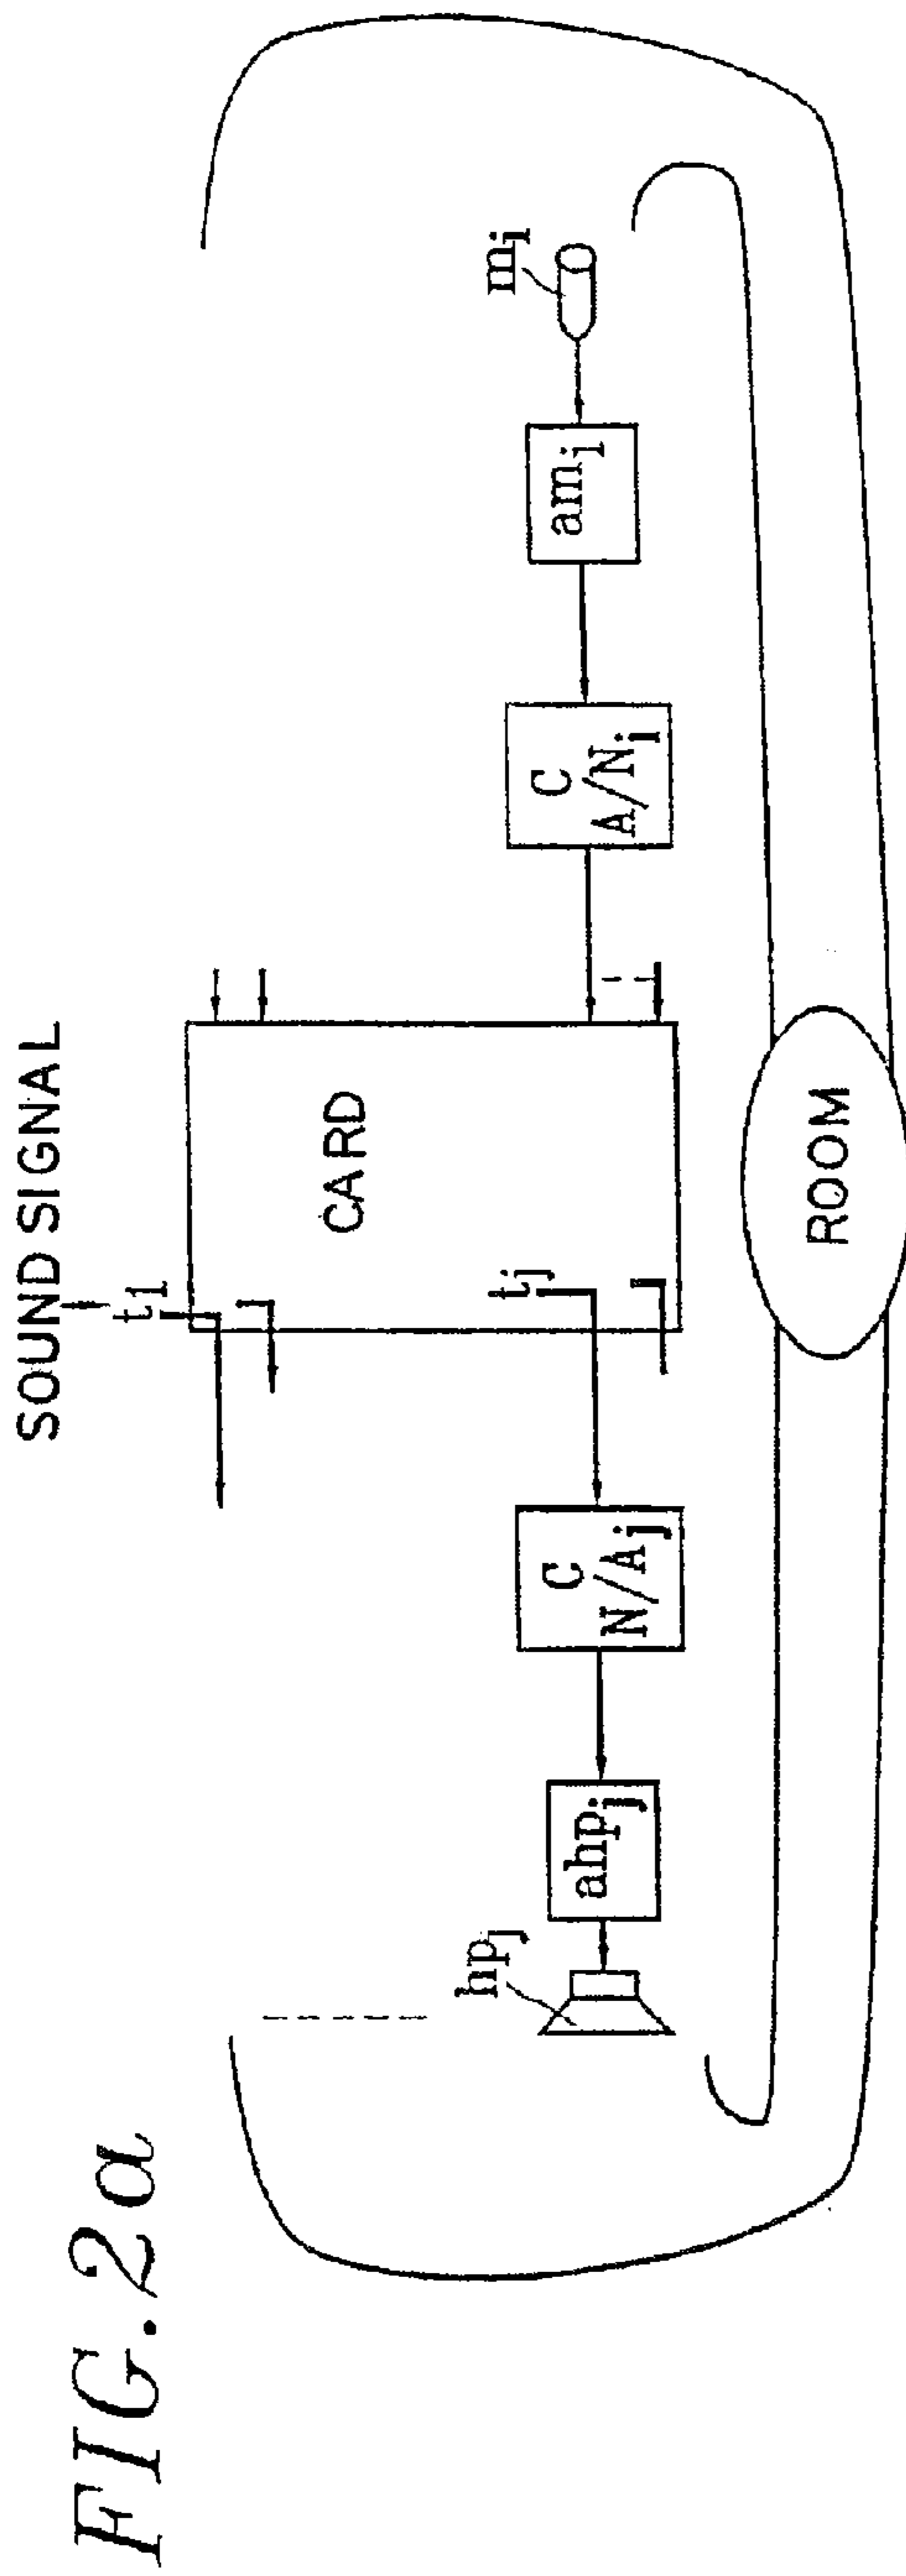 FIG.2a
SOUND SIGNAL
t1
tj
CARD
hpj
ahpj
C
N/Aj
C
A/Ni
ami
mi
ROOM